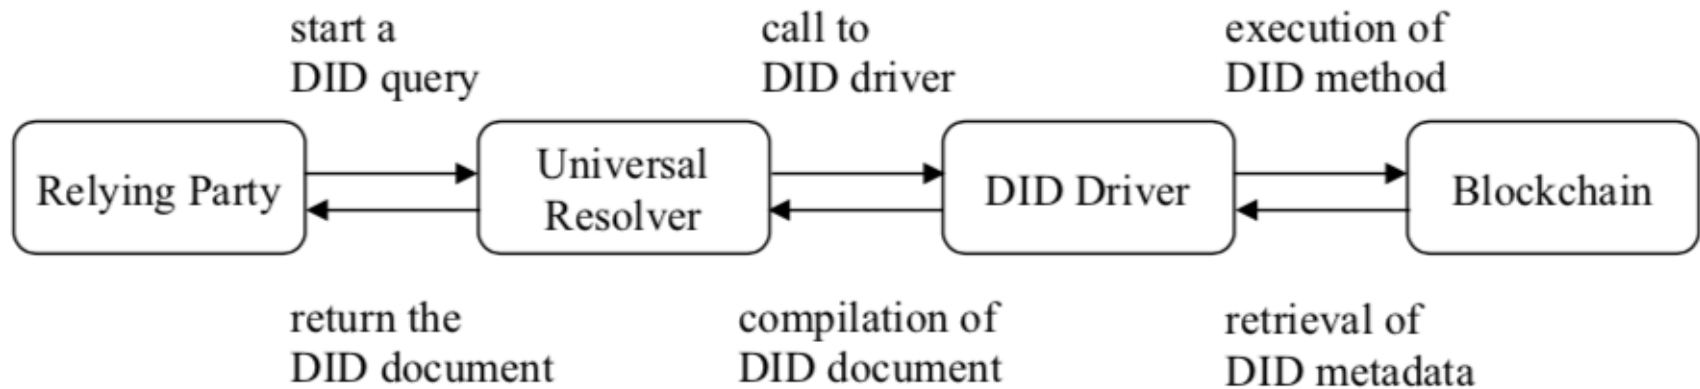 start a
DID query
call to
DID driver
execution of
DID method
Relying Party
Universal
Resolver
DID Driver
Blockchain
return the
DID document
compilation of
DID document
retrieval of
DID metadata